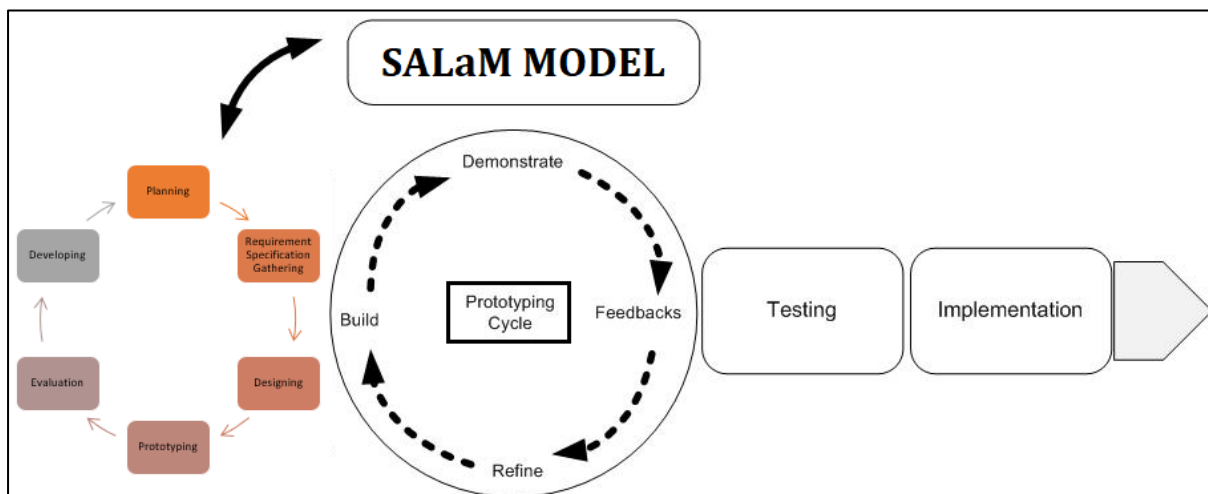 SALaM MODEL
Planning
Requirement
Specification
Gathering
Designing
Prototyping
Evaluation
Developing
Demonstrate
Feedbacks
Refine
Build
Prototyping
Cycle
Testing
Implementation